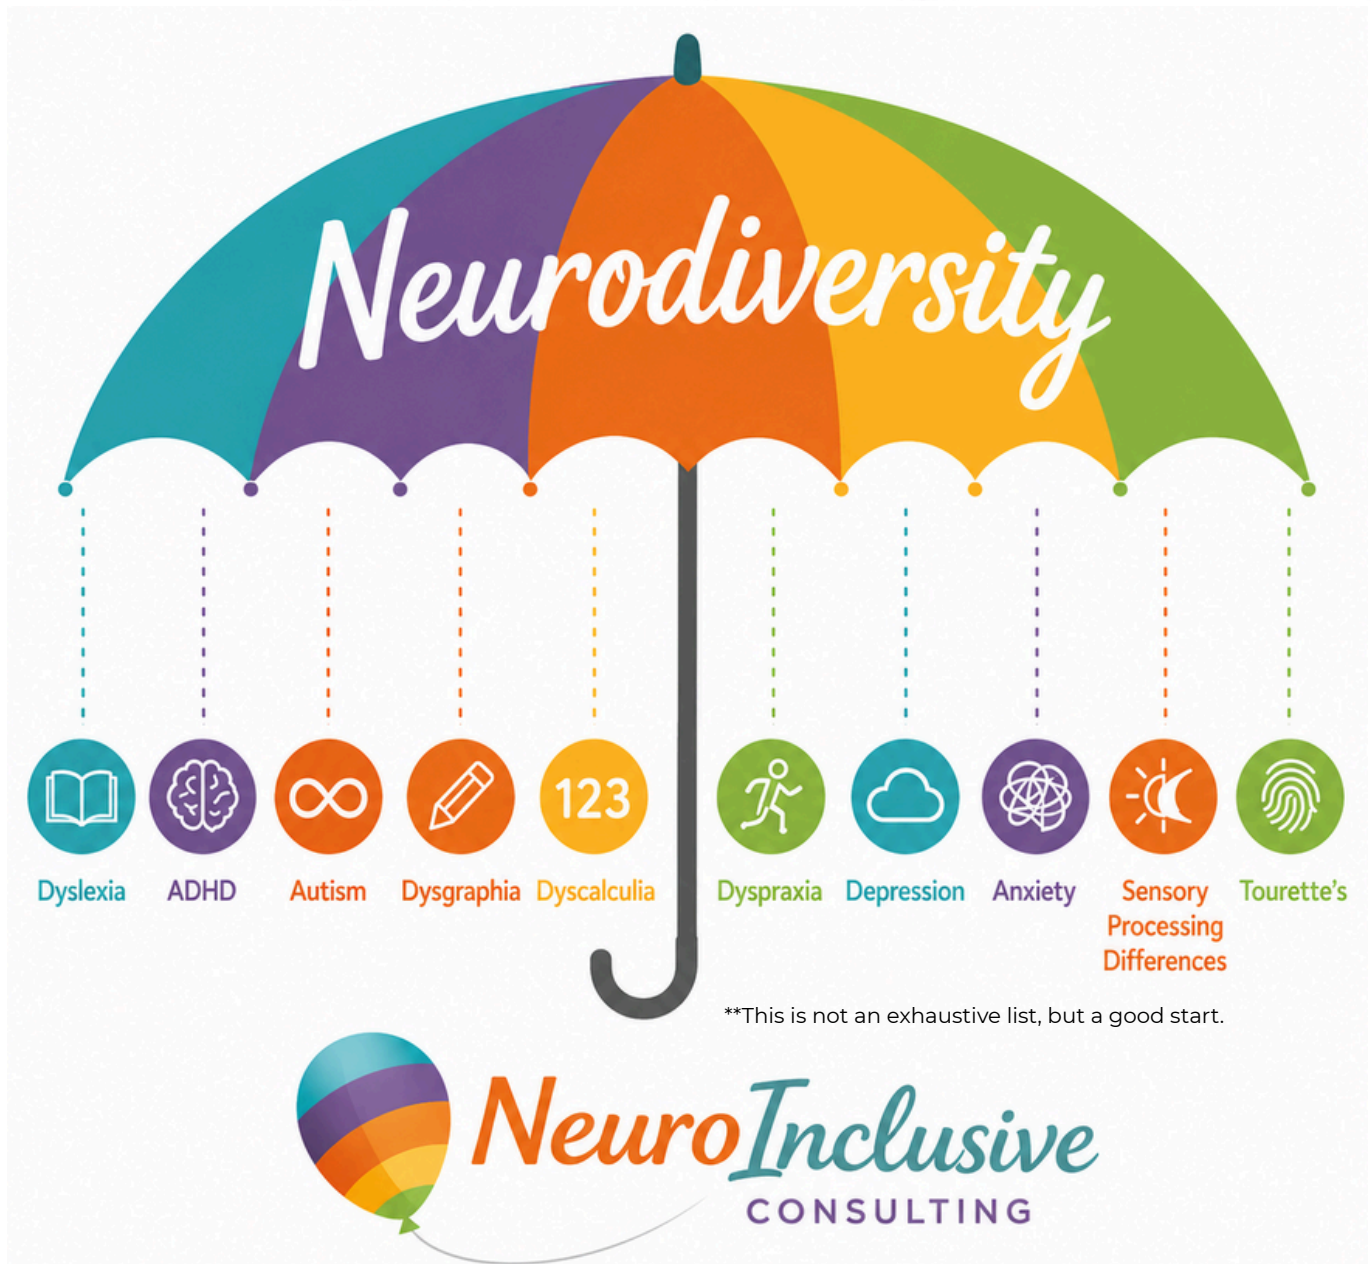 Neurodiversity
123
Dyslexia ADHD Autism Dysgraphia Dyscalculia Dyspraxia Depression Anxiety Sensory Tourette's
Processing
Differences
**This is not an exhaustive list, but a good start.
NeuroInclusive
CONSULTING